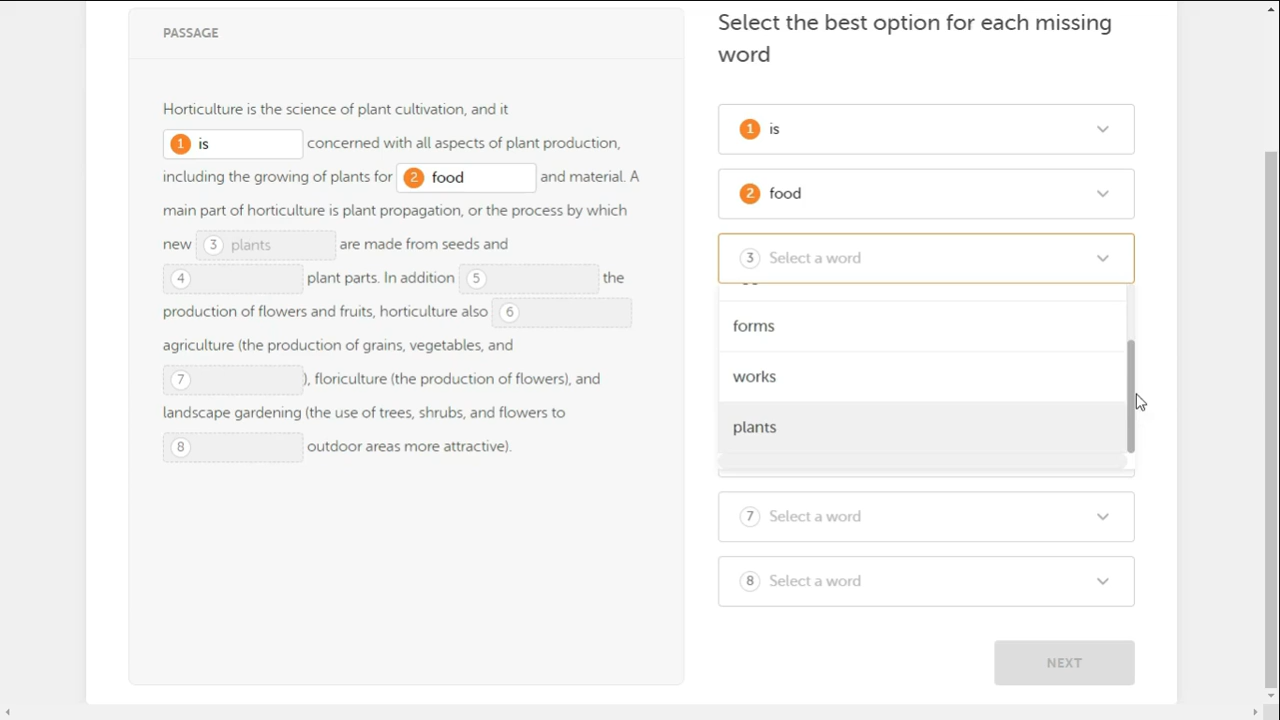 PASSAGE
Horticulture is the science of plant cultivation, and it
1 is concerned with all aspects of plant production,
including the growing of plants for 2 food and material. A
main part of horticulture is plant propagation, or the process by which
new 3 plants are made from seeds and
4 plant parts. In addition 5 the
production of flowers and fruits, horticulture also 6
agriculture (the production of grains, vegetables, and
7 ), floriculture (the production of flowers), and
landscape gardening (the use of trees, shrubs, and flowers to
8 outdoor areas more attractive).
Select the best option for each missing
word
1 is
2 food
3 Select a word
forms
works
plants
7 Select a word
8 Select a word
NEXT